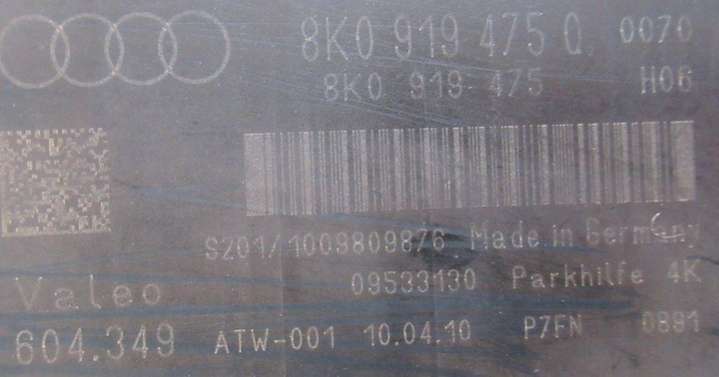 8K0 919 475 Q 0070
8K0 919 475 H06
S201/1009809876 Made in Germany
09533130 Parkhilfe 4K
Valeo
604.349 ATW-001 10.04.10 P7FN 0891